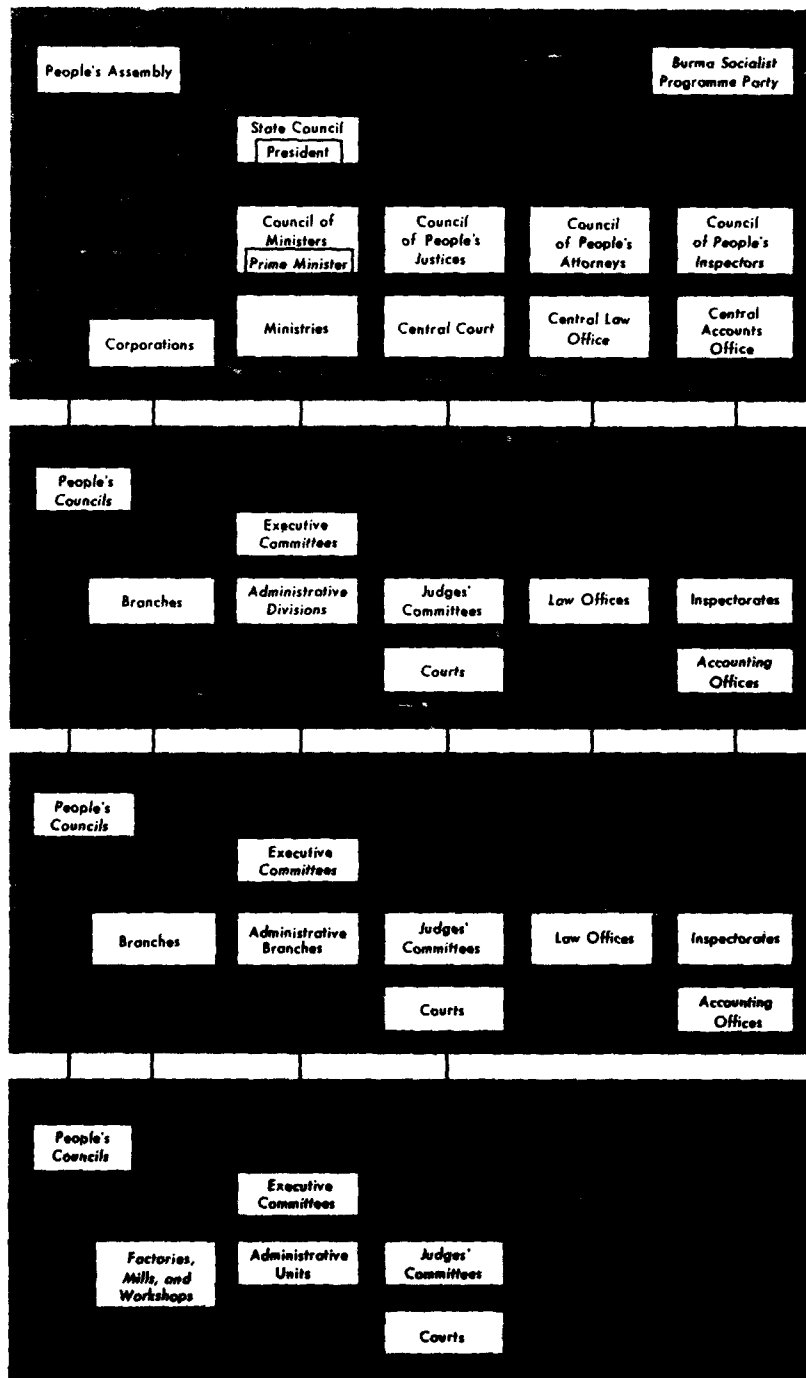 People's Assembly
Burma Socialist
Programme Party
State Council
President
Council of
Ministers
Prime Minister
Council
of People's
Justices
Council
of People's
Attorneys
Council
of People's
Inspectors
Corporations
Ministries
Central Court
Central Law
Office
Central
Accounts
Office
People's
Councils
Executive
Committees
Branches
Administrative
Divisions
Judges'
Committees
Law Offices
Inspectorates
Courts
Accounting
Offices
People's
Councils
Executive
Committees
Branches
Administrative
Branches
Judges'
Committees
Law Offices
Inspectorates
Courts
Accounting
Offices
People's
Councils
Executive
Committees
Factories,
Mills, and
Workshops
Administrative
Units
Judges'
Committees
Courts